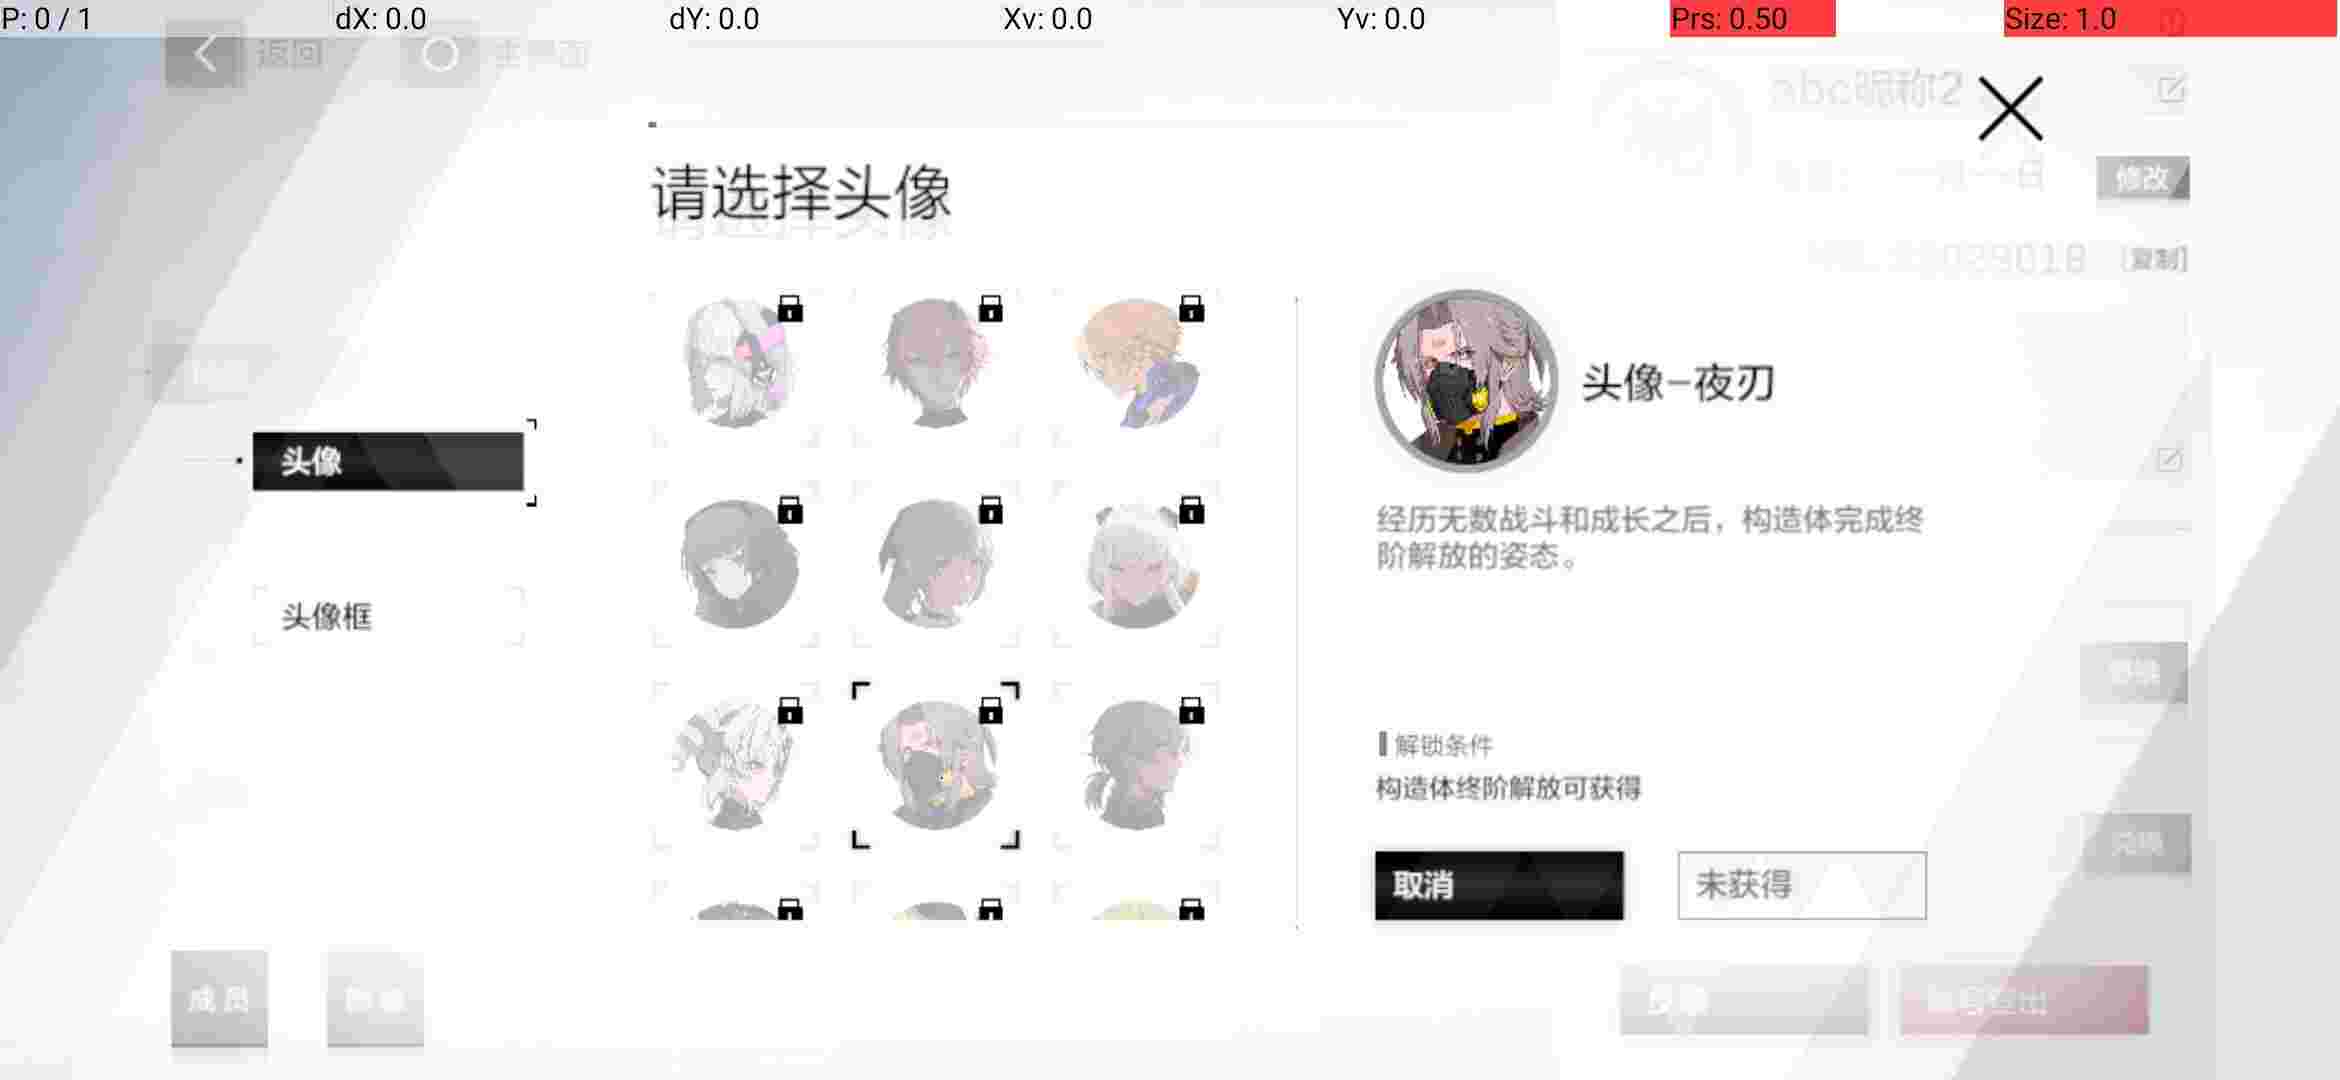 P: 0 / 1
dX: 0.0
dY: 0.0
Xv: 0.0
Yv: 0.0
Prs: 0.50
Size: 1.0
返回
主界面
abc昵称2
请选择头像
日
修改
029018
[复制]
头像-夜刃
头像
经历无数战斗和成长之后，构造体完成终
阶解放的姿态。
头像框
解锁条件
构造体终阶解放可获得
取消
未获得
兑换
成员